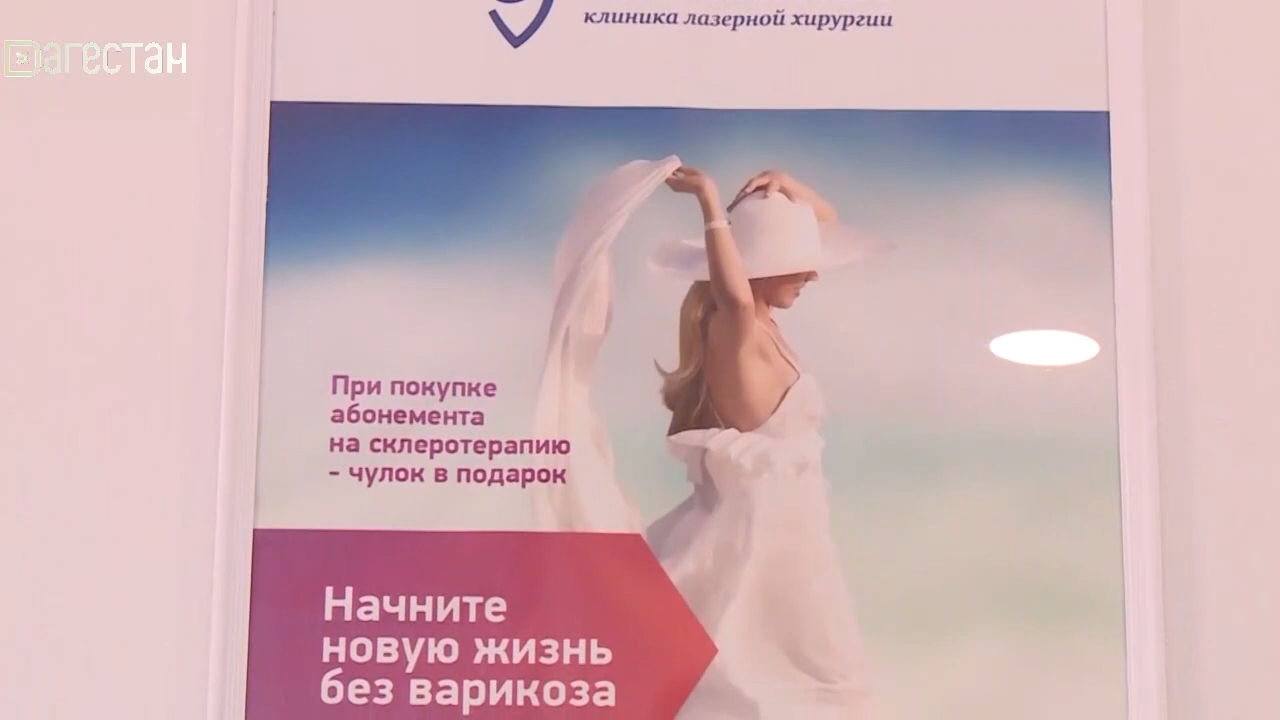 клиника лазерной хирургии
Дагестан
При покупке
абонемента
на склеротерапию
- чулок в подарок
Начните
новую жизнь
без варикоза